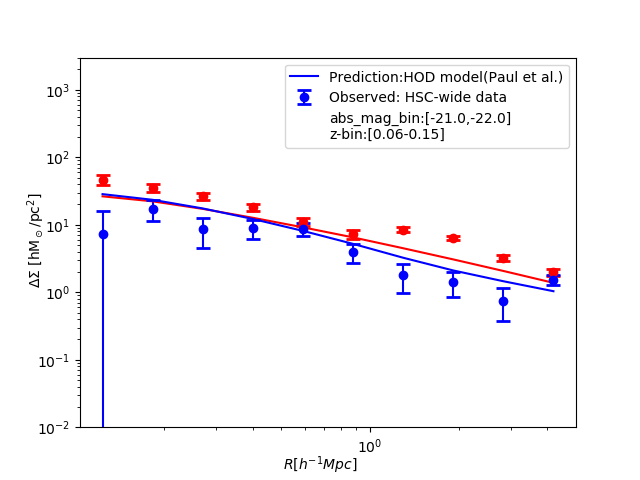 Prediction:HOD model(Paul et al.)
Observed: HSC-wide data
abs_mag_bin:[-21.0,-22.0]
z-bin:[0.06-0.15]
10³
10²
10¹
10⁰
10⁻¹
10⁻²
ΔΣ [hM⊙/pc²]
10⁰
R[h⁻¹Mpc]